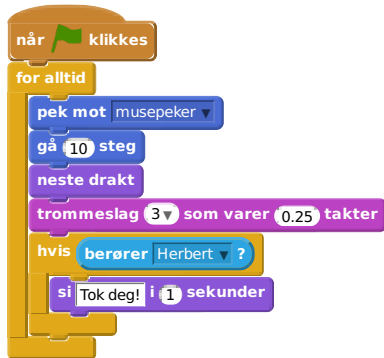 når klikkes
for alltid
pek mot musepeker
gå 10 steg
neste drakt
trommeslag 3 som varer 0.25 takter
hvis berører Herbert ?
si Tok deg! i 1 sekunder